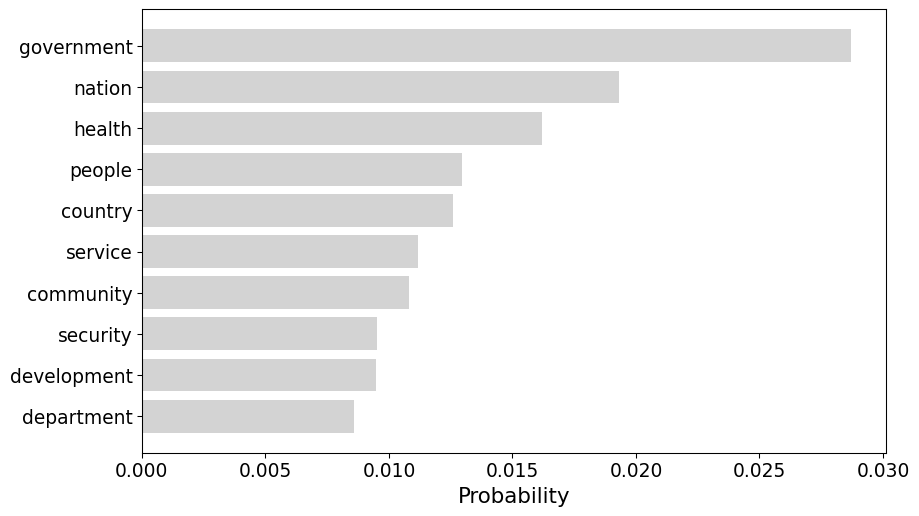 government
nation
health
people
country
service
community
security
development
department
0.000 0.005 0.010 0.015 0.020 0.025 0.030
Probability